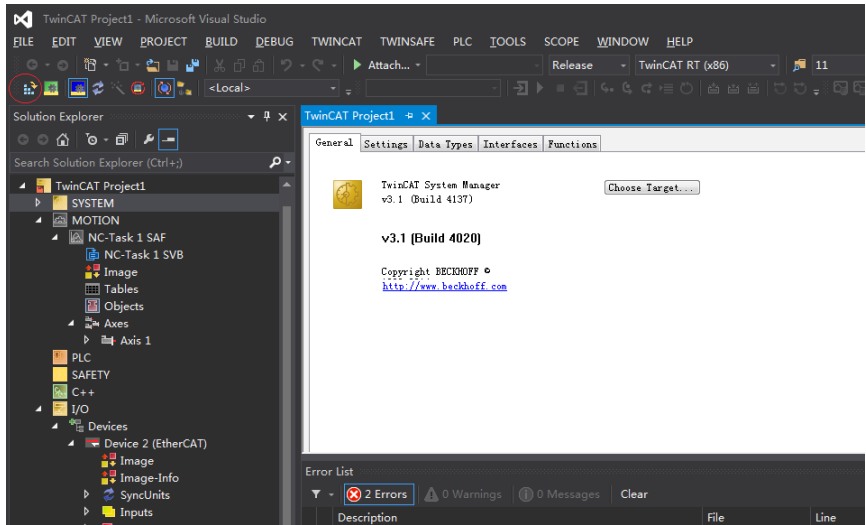 TwinCAT Project1 - Microsoft Visual Studio
FILE EDIT VIEW PROJECT BUILD DEBUG TWINCAT TWINSAFE PLC TOOLS SCOPE WINDOW HELP
Attach... Release TwinCAT RT (x86) 11
<Local>
Solution Explorer
TwinCAT Project1
General Settings Data Types Interfaces Functions
Search Solution Explorer (Ctrl+;)
TwinCAT Project1
SYSTEM
MOTION
NC-Task 1 SAF
NC-Task 1 SVB
Image
Tables
Objects
Axes
Axis 1
PLC
SAFETY
C++
I/O
Devices
Device 2 (EtherCAT)
Image
Image-Info
SyncUnits
Inputs
TwinCAT System Manager
v3.1 (Build 4137)
Choose Target...
v3.1 (Build 4020)
Copyright BECKHOFF ©
http://www.beckhoff.com
Error List
2 Errors 0 Warnings 0 Messages Clear
Description File Line